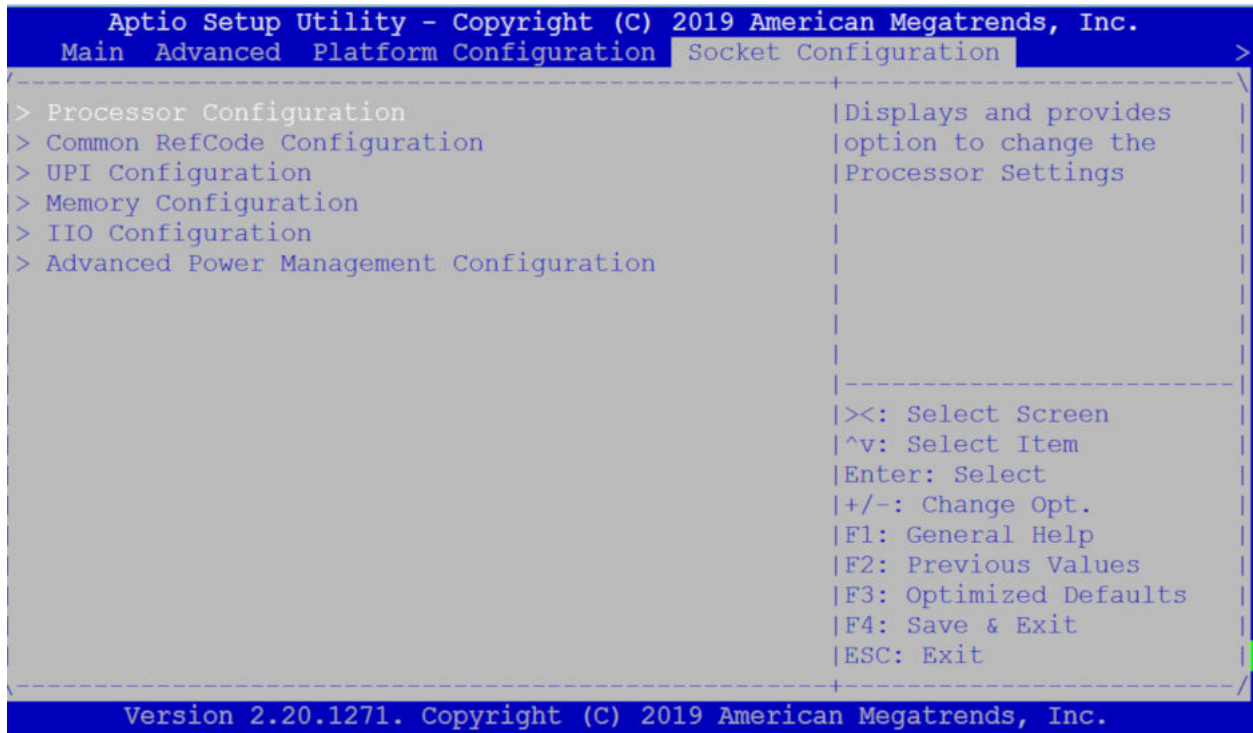 Aptio Setup Utility - Copyright (C) 2019 American Megatrends, Inc.
Main Advanced Platform Configuration Socket Configuration >
> Processor Configuration
> Common RefCode Configuration
> UPI Configuration
> Memory Configuration
> IIO Configuration
> Advanced Power Management Configuration
Displays and provides
option to change the
Processor Settings
><: Select Screen
^v: Select Item
Enter: Select
+/-: Change Opt.
F1: General Help
F2: Previous Values
F3: Optimized Defaults
F4: Save & Exit
ESC: Exit
Version 2.20.1271. Copyright (C) 2019 American Megatrends, Inc.